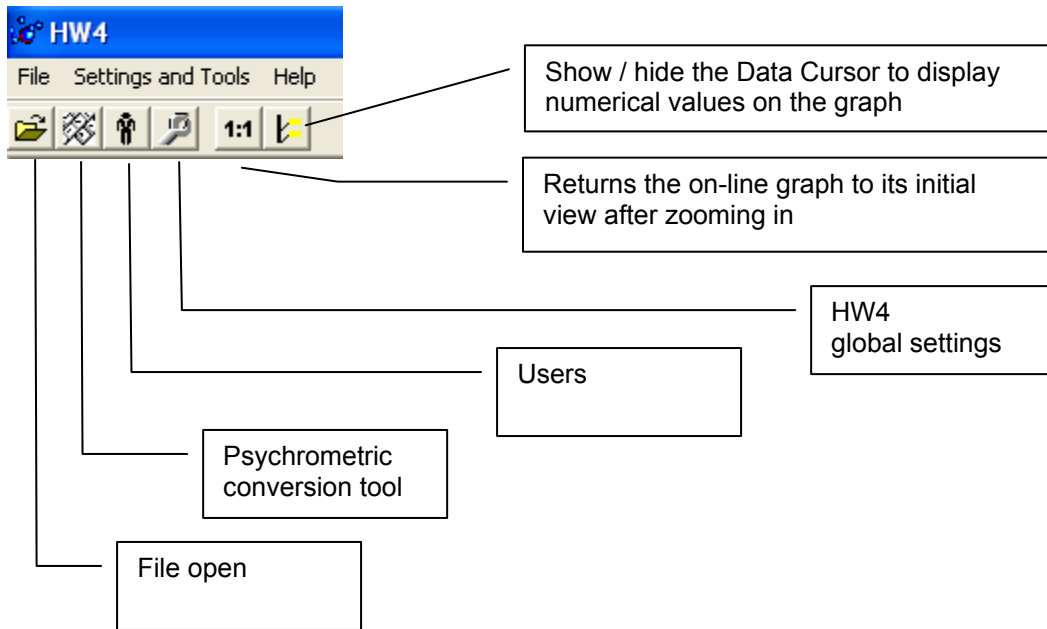 HW4
File Settings and Tools Help
1:1
Show / hide the Data Cursor to display
numerical values on the graph
Returns the on-line graph to its initial
view after zooming in
HW4
global settings
Users
Psychrometric
conversion tool
File open